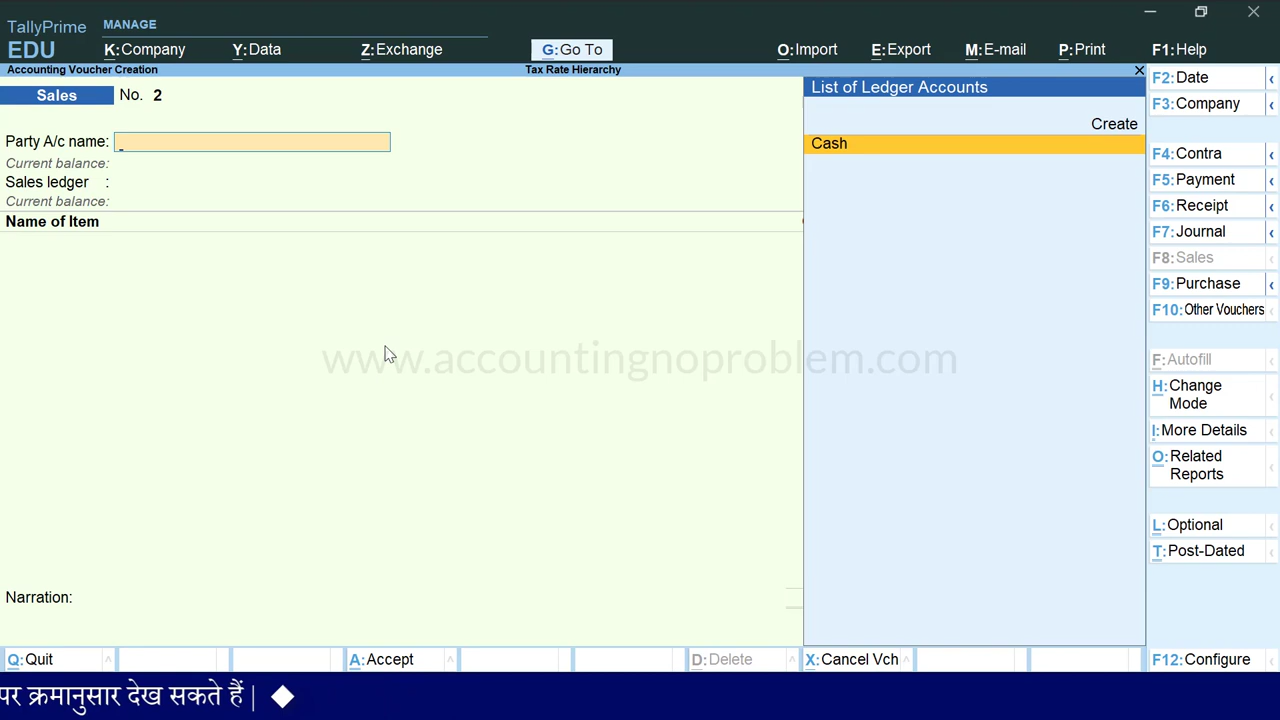 TallyPrime
EDU
MANAGE
K:Company
Y:Data
Z:Exchange
G:Go To
O:Import
E:Export
M:E-mail
P:Print
F1:Help
Accounting Voucher Creation
Tax Rate Hierarchy
Sales No. 2
Party A/c name:
Current balance:
Sales ledger :
Current balance:
Name of Item
Narration:
List of Ledger Accounts
Create
Cash
F2:Date
F3:Company
F4:Contra
F5:Payment
F6:Receipt
F7:Journal
F8:Sales
F9:Purchase
F10:Other Vouchers
F:Autofill
H:Change
Mode
I:More Details
O:Related
Reports
L:Optional
T:Post-Dated
www.accountingnoproblem.com
Q:Quit
A:Accept
D:Delete
X:Cancel Vch
F12:Configure
पर क्रमानुसार देख सकते हैं |